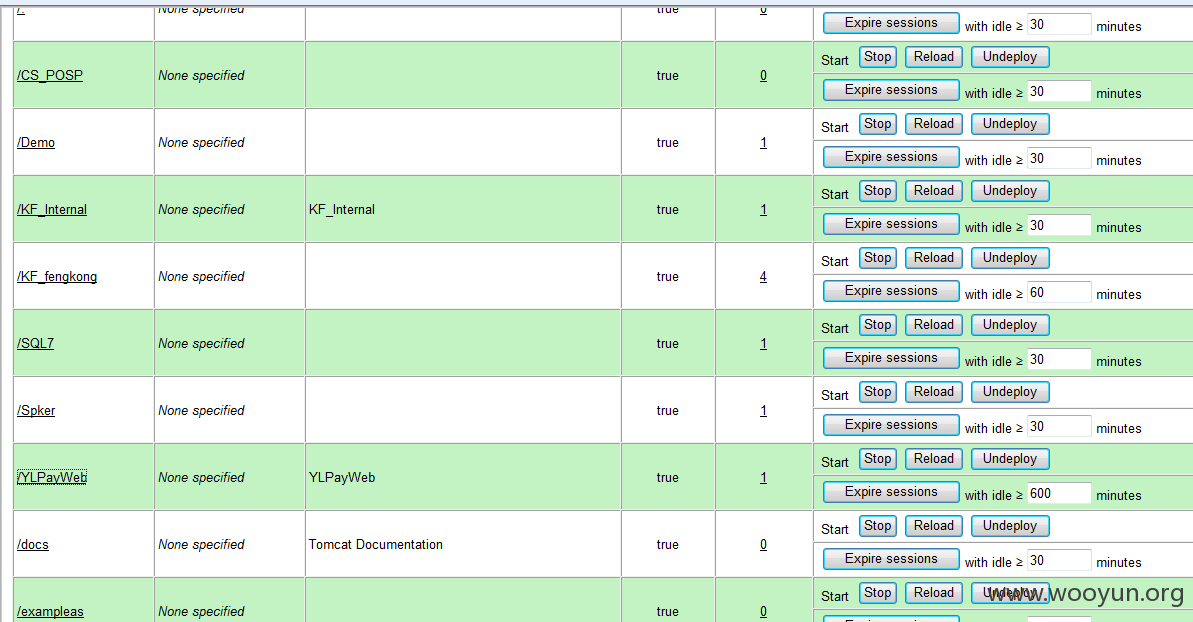 /. None specified true 0
Expire sessions with idle ≥ 30 minutes
/CS_POSP None specified true 0
Start Stop Reload Undeploy
Expire sessions with idle ≥ 30 minutes
/Demo None specified true 1
Start Stop Reload Undeploy
Expire sessions with idle ≥ 30 minutes
/KF_Internal None specified KF_Internal true 1
Start Stop Reload Undeploy
Expire sessions with idle ≥ 30 minutes
/KF_fengkong None specified true 4
Start Stop Reload Undeploy
Expire sessions with idle ≥ 60 minutes
/SQL7 None specified true 1
Start Stop Reload Undeploy
Expire sessions with idle ≥ 30 minutes
/Spker None specified true 1
Start Stop Reload Undeploy
Expire sessions with idle ≥ 30 minutes
/YLPayWeb None specified YLPayWeb true 1
Start Stop Reload Undeploy
Expire sessions with idle ≥ 600 minutes
/docs None specified Tomcat Documentation true 0
Start Stop Reload Undeploy
Expire sessions with idle ≥ 30 minutes
/exampleas None specified true 0
Start Stop Reload Undeploy
www.wooyun.org